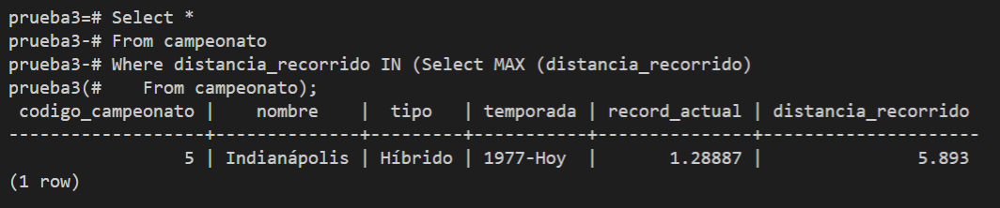 prueba3=# Select *
prueba3-# From campeonato
prueba3-# Where distancia_recorrido IN (Select MAX (distancia_recorrido)
prueba3(#    From campeonato);
 codigo_campeonato |    nombre    |  tipo   | temporada | record_actual | distancia_recorrido
-------------------+--------------+---------+-----------+---------------+---------------------
                 5 | Indianápolis | Híbrido | 1977-Hoy  |       1.28887 |               5.893
(1 row)